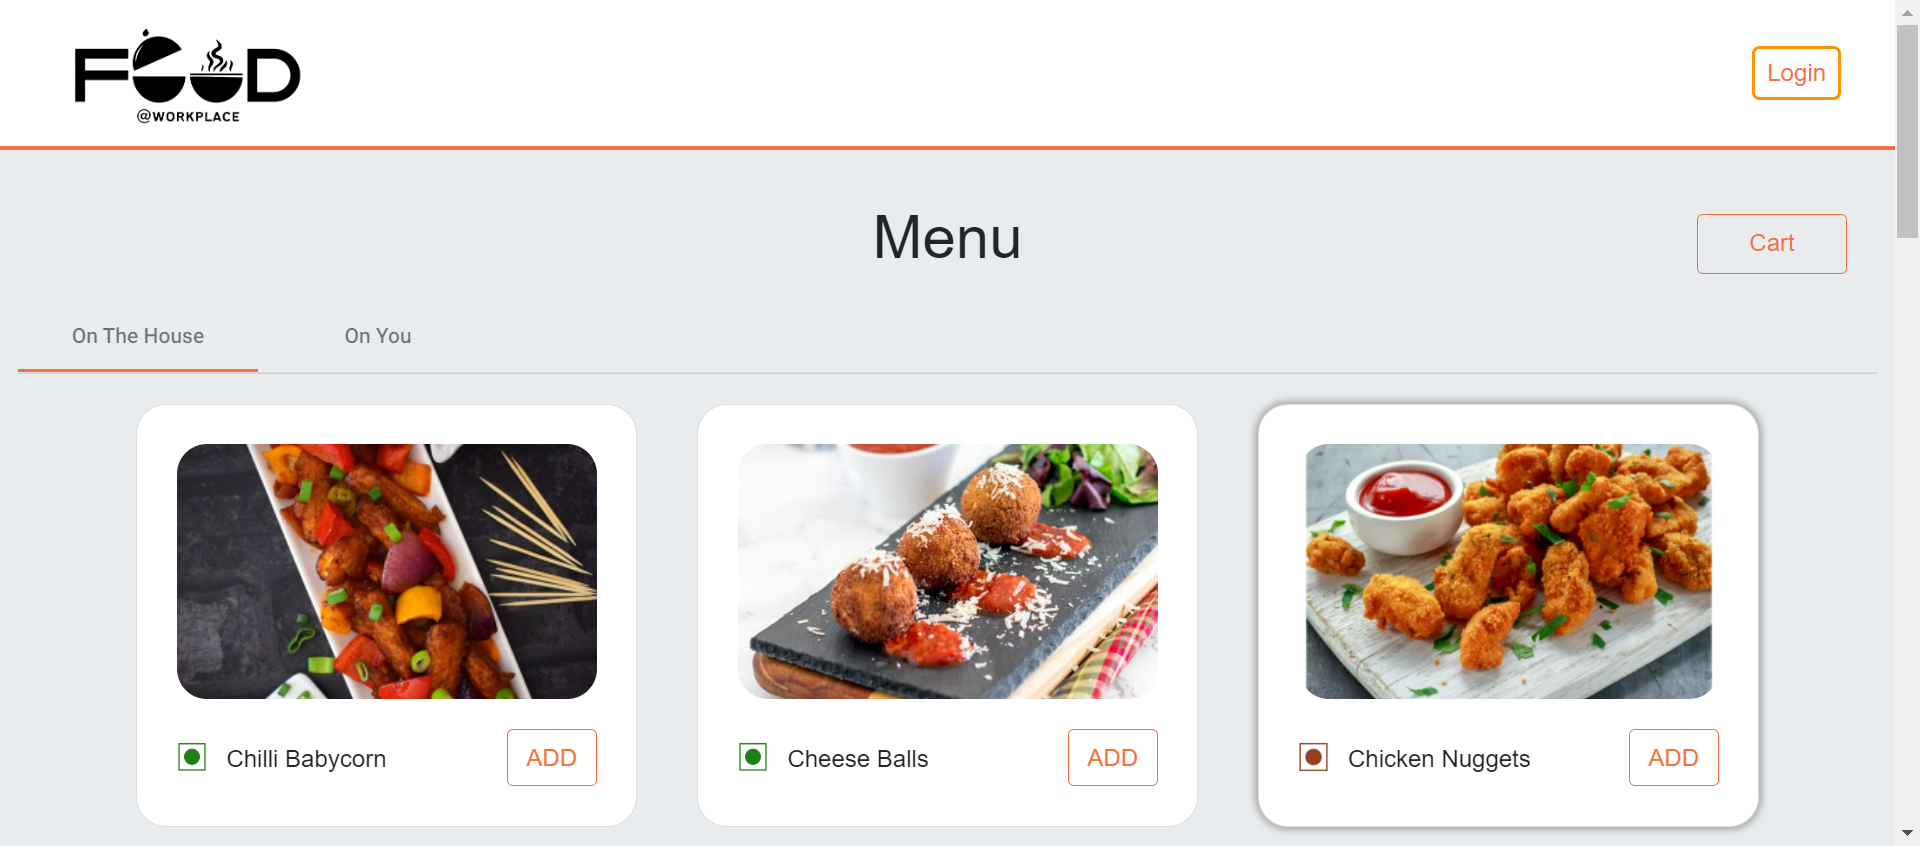 FOOD
@WORKPLACE
Login
Menu
Cart
On The House
On You
Chilli Babycorn
ADD
Cheese Balls
ADD
Chicken Nuggets
ADD